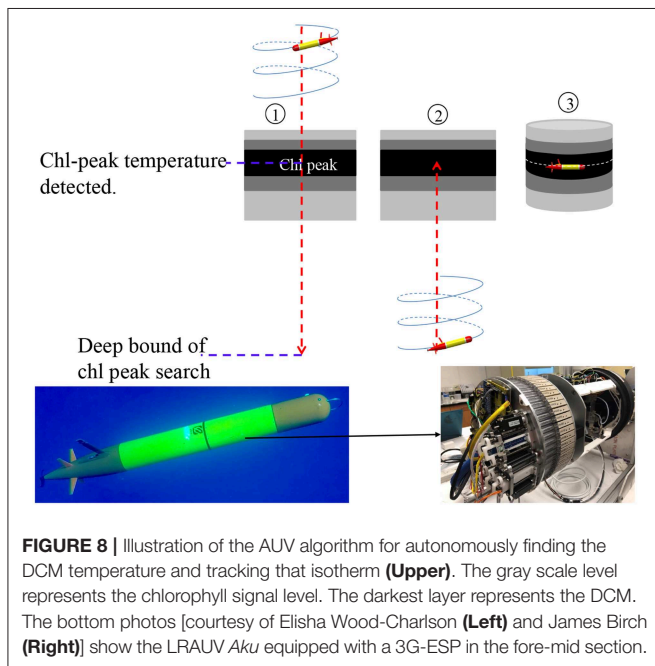 ① ② ③
Chl-peak temperature
detected.
Chl peak
Deep bound of
chl peak search
FIGURE 8 | Illustration of the AUV algorithm for autonomously finding the
DCM temperature and tracking that isotherm (Upper). The gray scale level
represents the chlorophyll signal level. The darkest layer represents the DCM.
The bottom photos [courtesy of Elisha Wood-Charlson (Left) and James Birch
(Right)] show the LRAUV Aku equipped with a 3G-ESP in the fore-mid section.